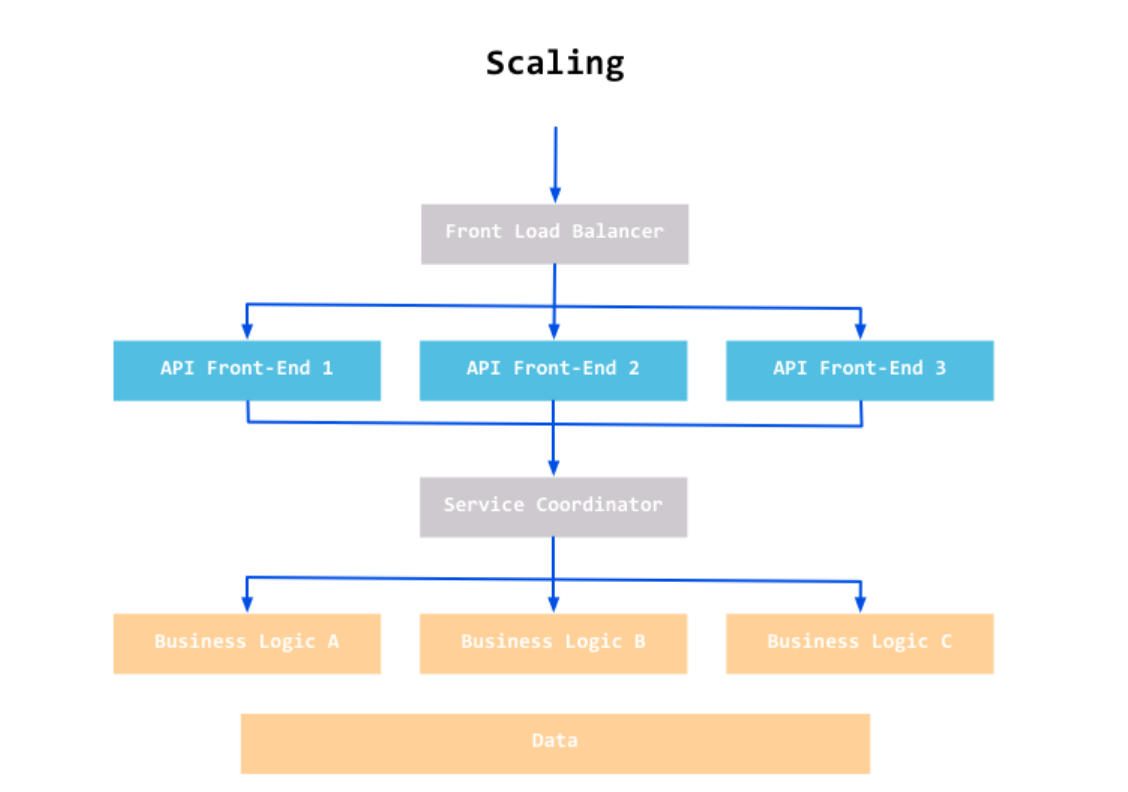 Scaling
Front Load Balancer
API Front-End 1
API Front-End 2
API Front-End 3
Service Coordinator
Business Logic A
Business Logic B
Business Logic C
Data